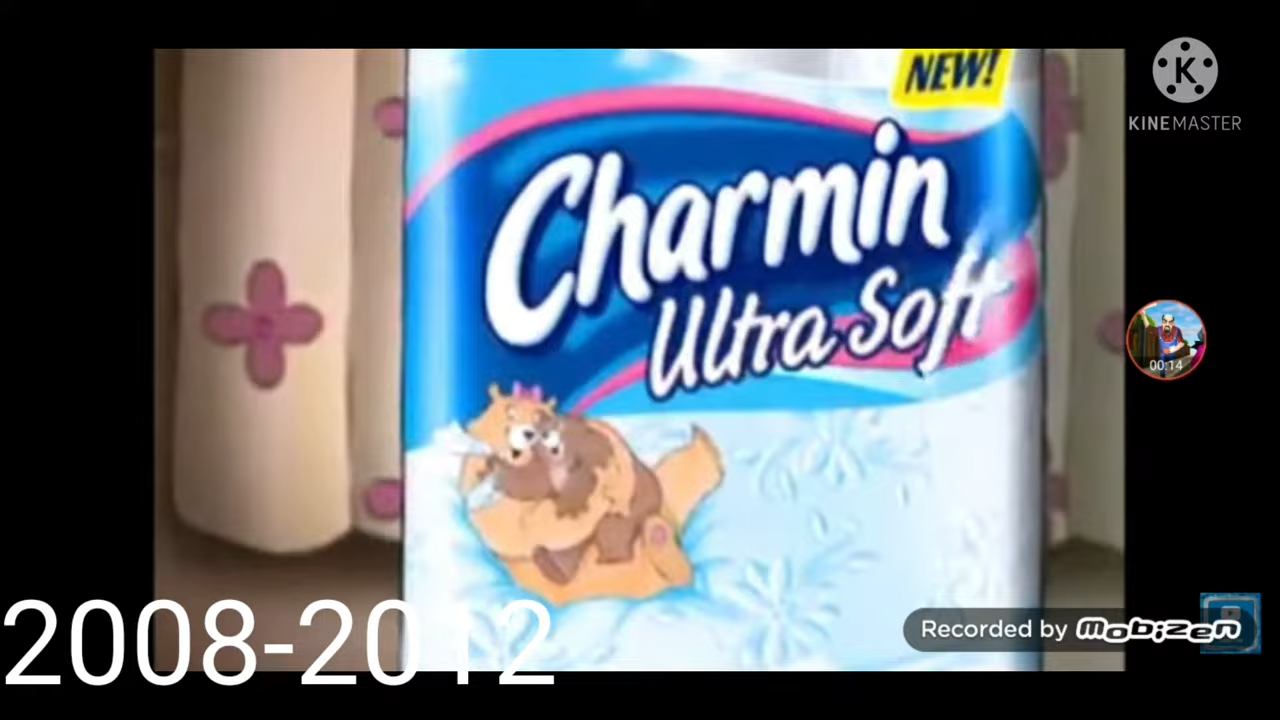 NEW!
K
KINEMASTER
Charmin
Ultra Soft
00:14
2008-2012
Recorded by mobizen